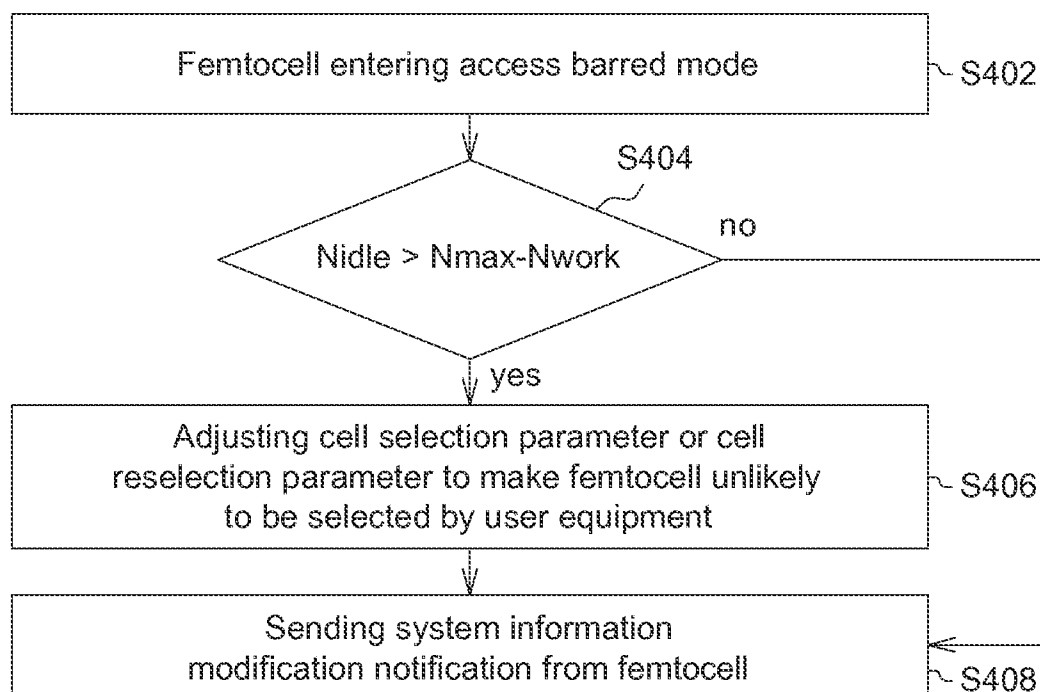 Femtocell entering access barred mode
S402
S404
no
Nidle > Nmax-Nwork
yes
Adjusting cell selection parameter or cell
reselection parameter to make femtocell unlikely
to be selected by user equipment
S406
Sending system information
modification notification from femtocell
S408